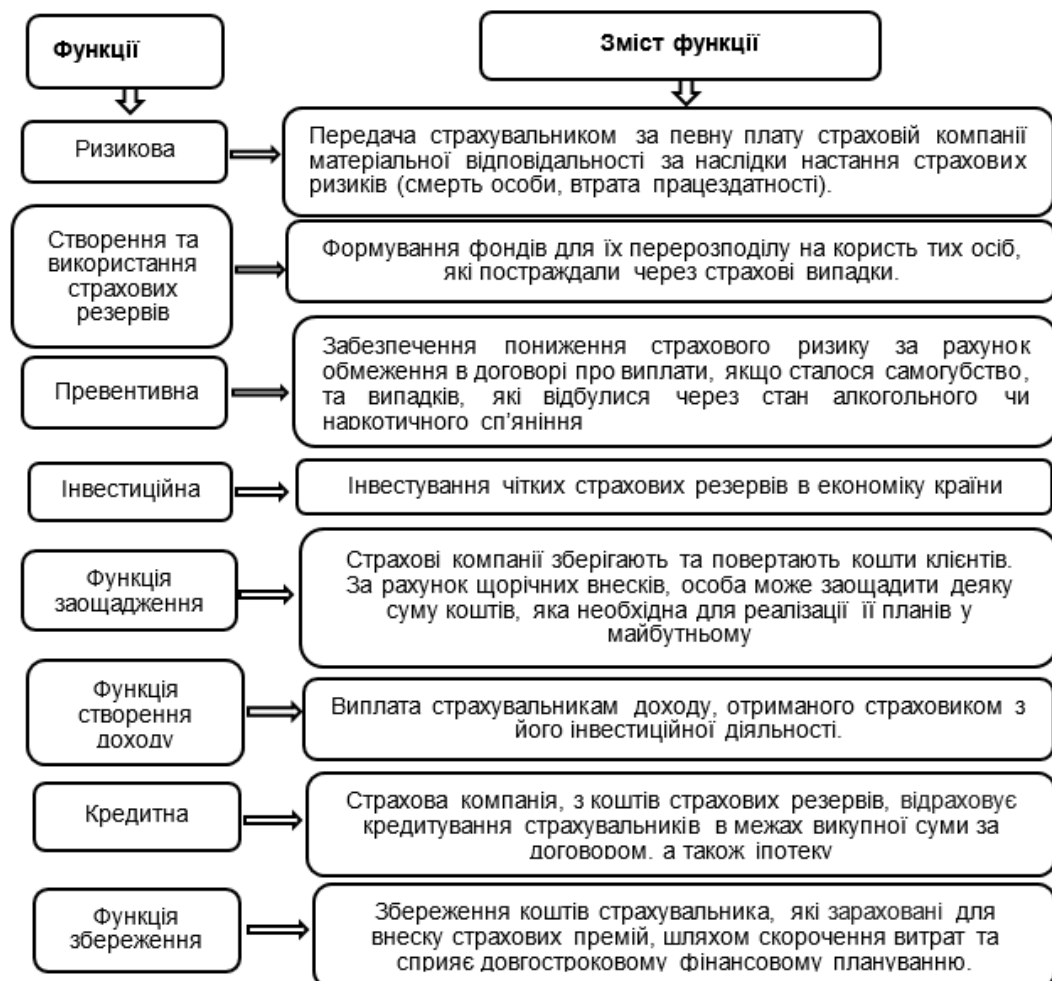 Функції
Зміст функції
Ризикова
Передача страхувальником за певну плату страховій компанії
матеріальної відповідальності за наслідки настання страхових
ризиків (смерть особи, втрата працездатності).
Створення та
використання
страхових
резервів
Формування фондів для їх перерозподілу на користь тих осіб,
які постраждали через страхові випадки.
Превентивна
Забезпечення пониження страхового ризику за рахунок
обмеження в договорі про виплати, якщо сталося самогубство,
та випадків, які відбулися через стан алкогольного чи
наркотичного сп’яніння
Інвестиційна
Інвестування чітких страхових резервів в економіку країни
Функція
заощадження
Страхові компанії зберігають та повертають кошти клієнтів.
За рахунок щорічних внесків, особа може заощадити деяку
суму коштів, яка необхідна для реалізації її планів у
майбутньому
Функція
створення
доходу
Виплата страхувальникам доходу, отриманого страховиком з
його інвестиційної діяльності.
Кредитна
Страхова компанія, з коштів страхових резервів, відраховує
кредитування страхувальників в межах викупної суми за
договором, а також іпотеку
Функція
збереження
Збереження коштів страхувальника, які зараховані для
внеску страхових премій, шляхом скорочення витрат та
сприяє довгостроковому фінансовому плануванню.